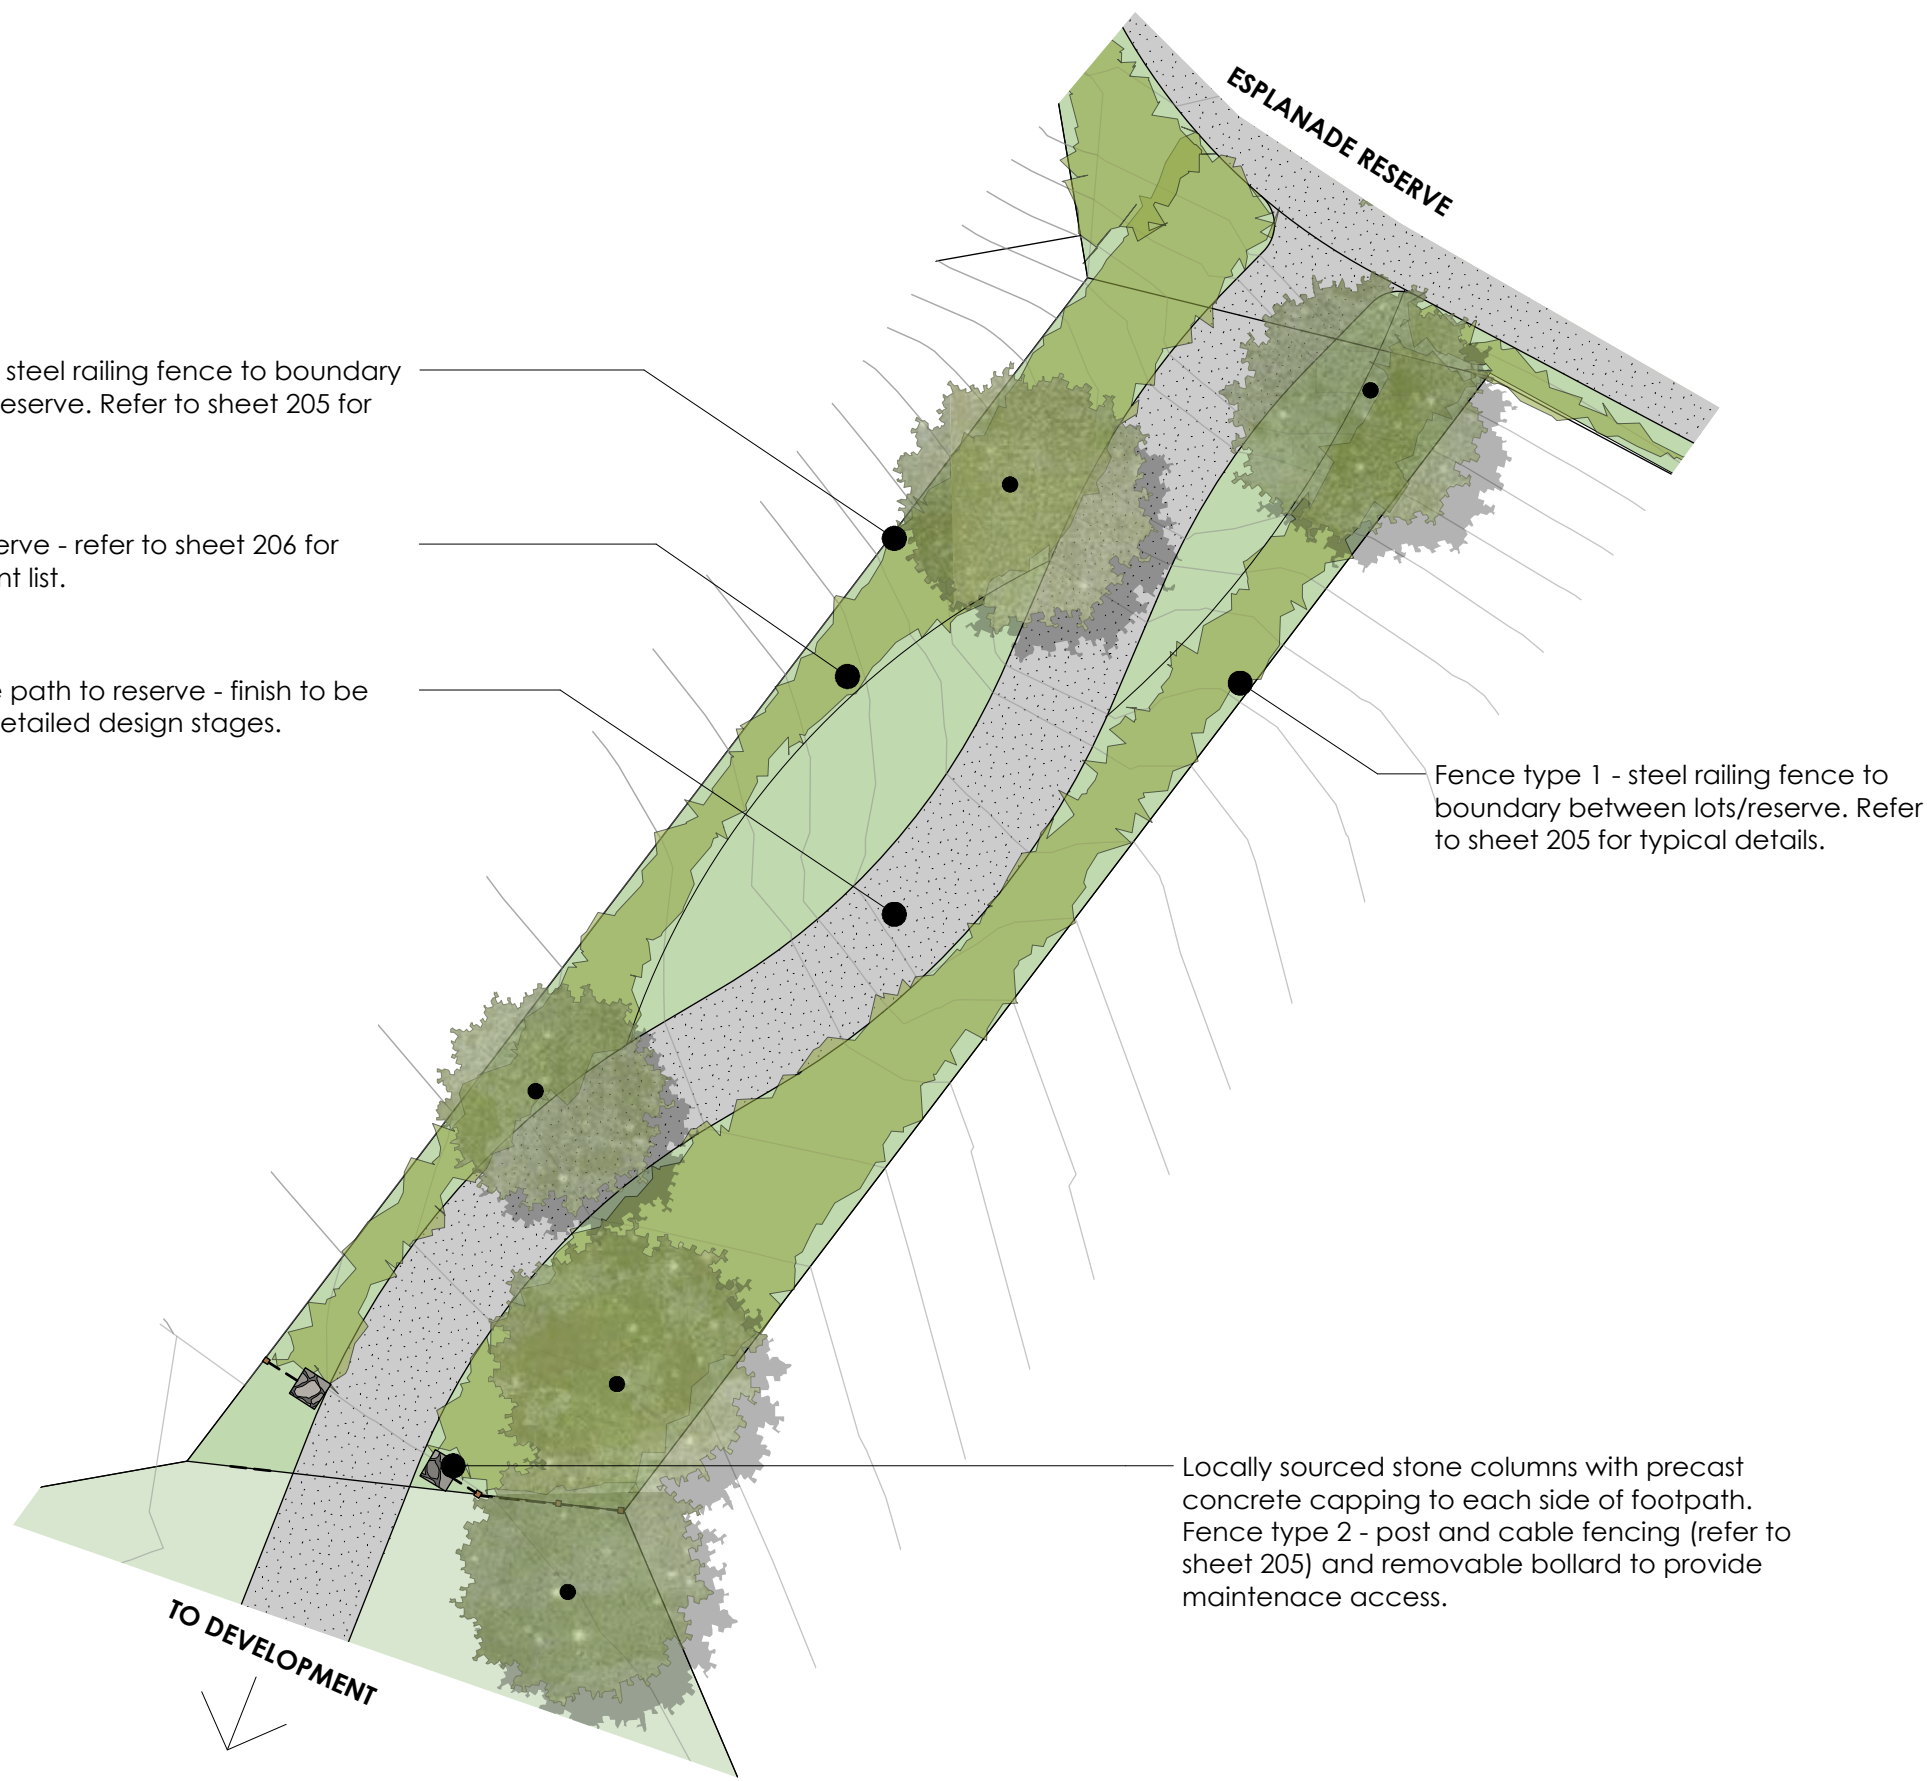 ESPLANADE RESERVE
steel railing fence to boundary
eserve. Refer to sheet 205 for
erve - refer to sheet 206 for
nt list.
e path to reserve - finish to be
etailed design stages.
Fence type 1 - steel railing fence to
boundary between lots/reserve. Refer
to sheet 205 for typical details.
Locally sourced stone columns with precast
concrete capping to each side of footpath.
Fence type 2 - post and cable fencing (refer to
sheet 205) and removable bollard to provide
maintenace access.
TO DEVELOPMENT